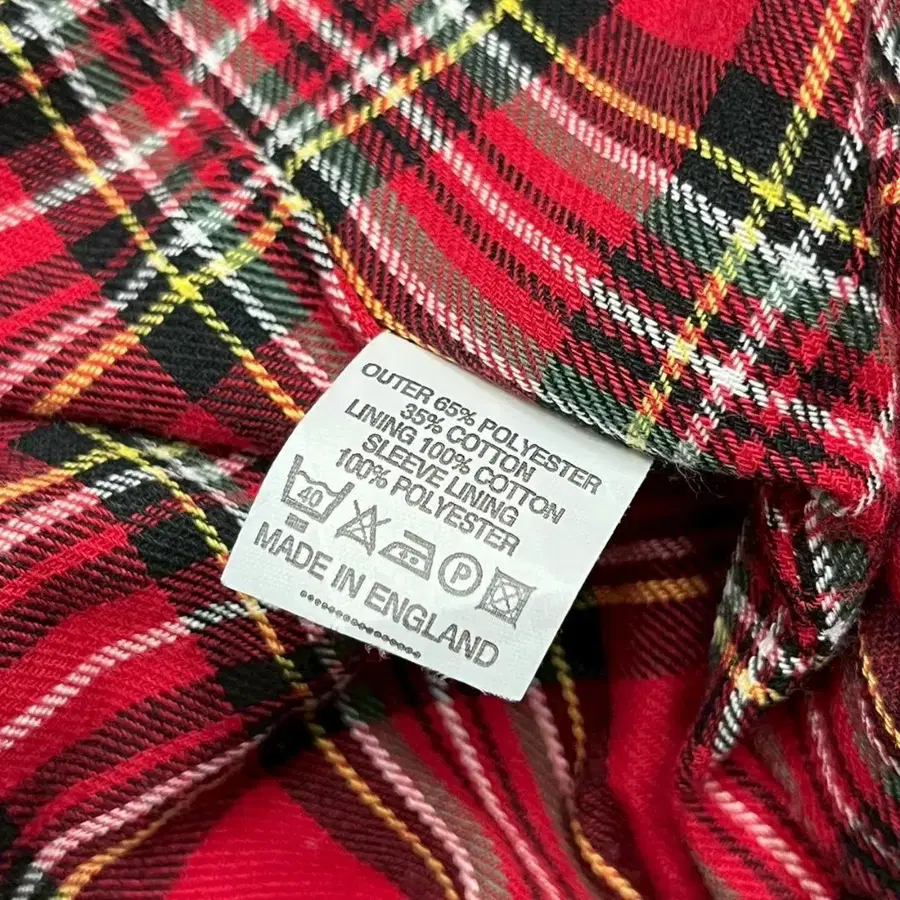 OUTER 65% POLYESTER
35% COTTON
LINING 100% COTTON
SLEEVE LINING
100% POLYESTER
40 P
MADE IN ENGLAND